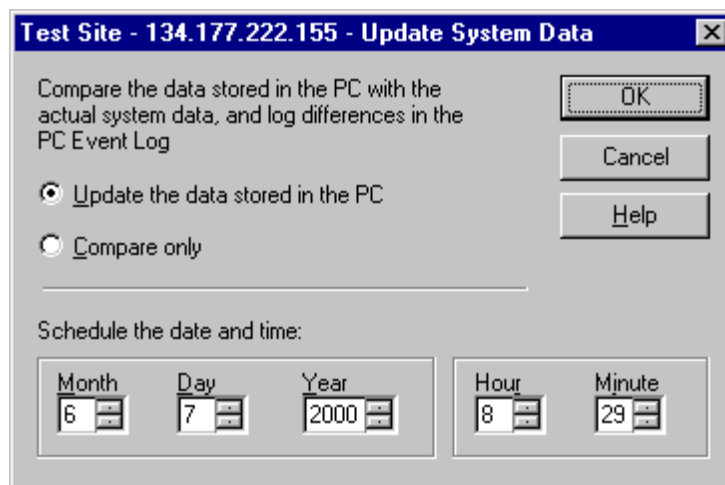 Test Site - 134.177.222.155 - Update System Data
Compare the data stored in the PC with the
actual system data, and log differences in the
PC Event Log
OK
Cancel
Help
Update the data stored in the PC
Compare only
Schedule the date and time:
Month Day Year Hour Minute
6 7 2000 8 29